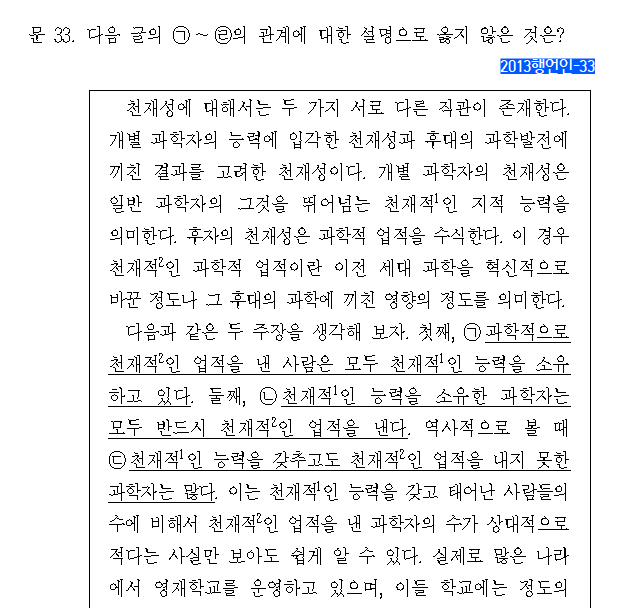 문 33. 다음 글의 ㉠～㉣의 관계에 대한 설명으로 옳지 않은 것은?
2013행언인-33
천재성에 대해서는 두 가지 서로 다른 직관이 존재한다.
개별 과학자의 능력에 입각한 천재성과 후대의 과학발전에
끼친 결과를 고려한 천재성이다. 개별 과학자의 천재성은
일반 과학자의 그것을 뛰어넘는 천재적¹인 지적 능력을
의미한다. 후자의 천재성은 과학적 업적을 수식한다. 이 경우
천재적²인 과학적 업적이란 이전 세대 과학을 혁신적으로
바꾼 정도나 그 후대의 과학에 끼친 영향의 정도를 의미한다.
다음과 같은 두 주장을 생각해 보자. 첫째, ㉠과학적으로
천재적²인 업적을 낸 사람은 모두 천재적¹인 능력을 소유
하고 있다. 둘째, ㉡천재적¹인 능력을 소유한 과학자는
모두 반드시 천재적²인 업적을 낸다. 역사적으로 볼 때
㉢천재적¹인 능력을 갖추고도 천재적²인 업적을 내지 못한
과학자는 많다. 이는 천재적¹인 능력을 갖고 태어난 사람들의
수에 비해서 천재적²인 업적을 낸 과학자의 수가 상대적으로
적다는 사실만 보아도 쉽게 알 수 있다. 실제로 많은 나라
에서 영재학교를 운영하고 있으며, 이들 학교에는 정도의